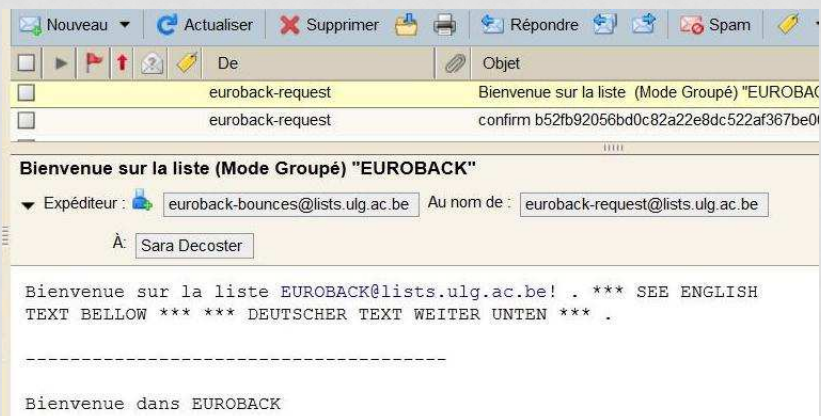 Nouveau Actualiser Supprimer Répondre Spam
De Objet
euroback-request Bienvenue sur la liste (Mode Groupé) "EUROBAC
euroback-request confirm b52fb92056bd0c82a22e8dc522af367be0
Bienvenue sur la liste (Mode Groupé) "EUROBACK"
Expéditeur : euroback-bounces@lists.ulg.ac.be Au nom de : euroback-request@lists.ulg.ac.be
À: Sara Decoster
Bienvenue sur la liste EUROBACK@lists.ulg.ac.be! . *** SEE ENGLISH
TEXT BELLOW *** *** DEUTSCHER TEXT WEITER UNTEN *** .
--------------------------------------
Bienvenue dans EUROBACK